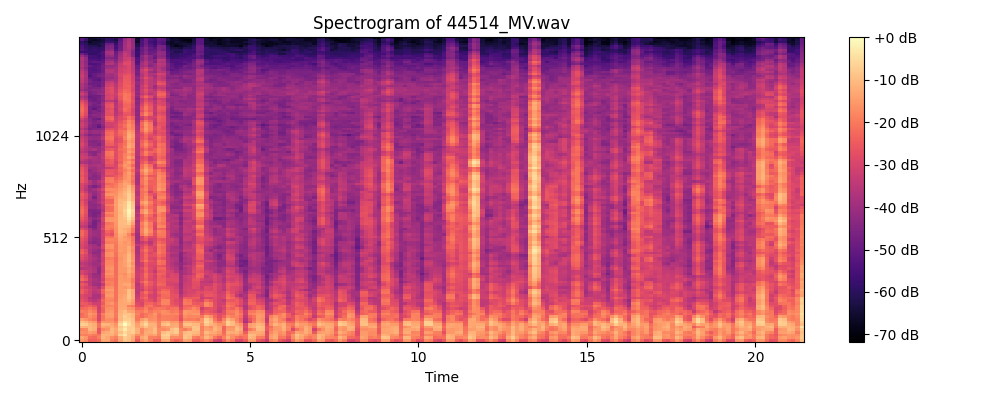 Spectrogram of 44514_MV.wav
+0 dB
-10 dB
-20 dB
-30 dB
-40 dB
-50 dB
-60 dB
-70 dB
Hz
1024
512
0
0 5 10 15 20
Time